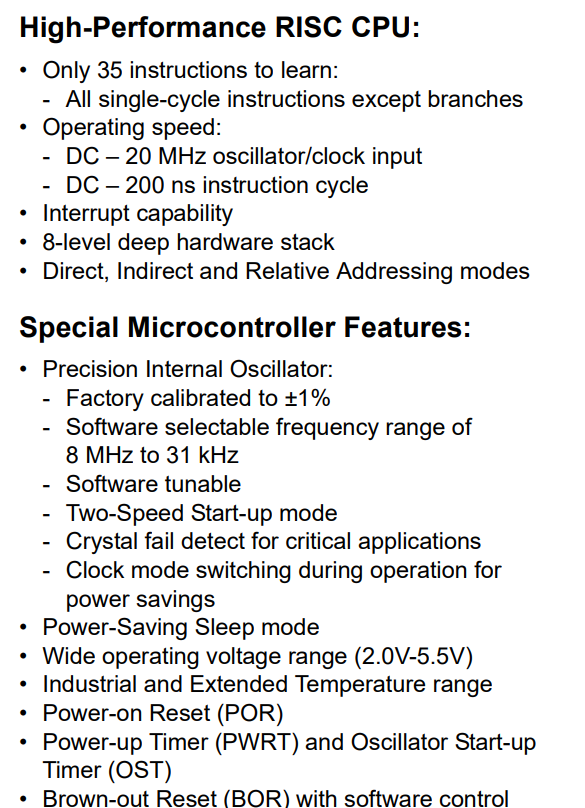 High-Performance RISC CPU:
• Only 35 instructions to learn:
- All single-cycle instructions except branches
• Operating speed:
- DC – 20 MHz oscillator/clock input
- DC – 200 ns instruction cycle
• Interrupt capability
• 8-level deep hardware stack
• Direct, Indirect and Relative Addressing modes
Special Microcontroller Features:
• Precision Internal Oscillator:
- Factory calibrated to ±1%
- Software selectable frequency range of
8 MHz to 31 kHz
- Software tunable
- Two-Speed Start-up mode
- Crystal fail detect for critical applications
- Clock mode switching during operation for
power savings
• Power-Saving Sleep mode
• Wide operating voltage range (2.0V-5.5V)
• Industrial and Extended Temperature range
• Power-on Reset (POR)
• Power-up Timer (PWRT) and Oscillator Start-up
Timer (OST)
• Brown-out Reset (BOR) with software control